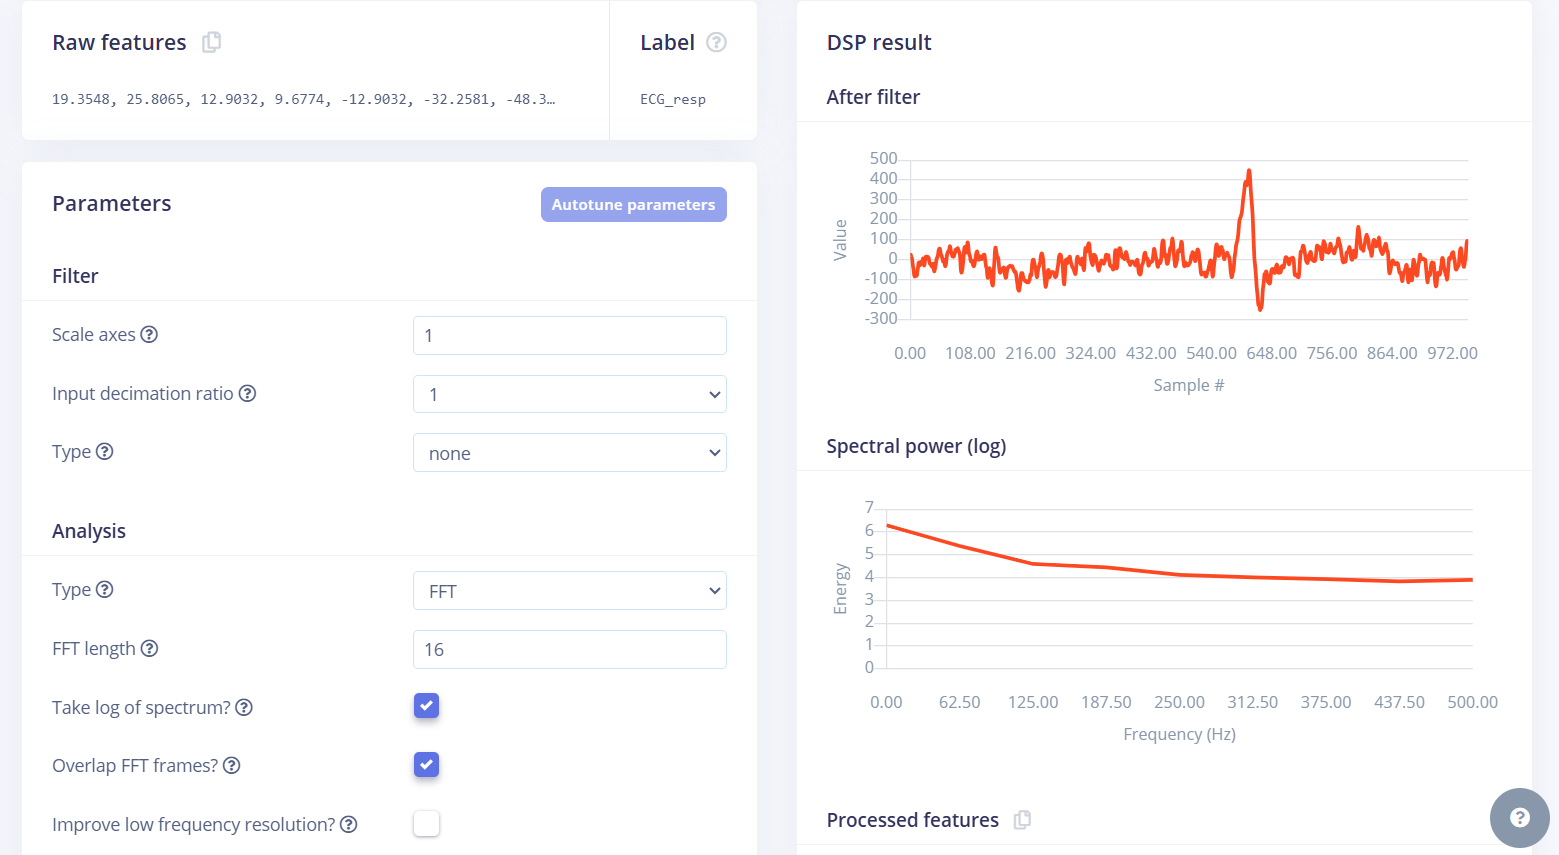 Raw features
19.3548, 25.8065, 12.9032, 9.6774, -12.9032, -32.2581, -48.3…
Label
ECG_resp
Parameters
Autotune parameters
Filter
Scale axes
1
Input decimation ratio
1
Type
none
Analysis
Type
FFT
FFT length
16
Take log of spectrum?
Overlap FFT frames?
Improve low frequency resolution?
DSP result
After filter
500
400
300
200
100
0
-100
-200
-300
Value
0.00 108.00 216.00 324.00 432.00 540.00 648.00 756.00 864.00 972.00
Sample #
Spectral power (log)
7
6
5
4
3
2
1
0
Energy
0.00 62.50 125.00 187.50 250.00 312.50 375.00 437.50 500.00
Frequency (Hz)
Processed features